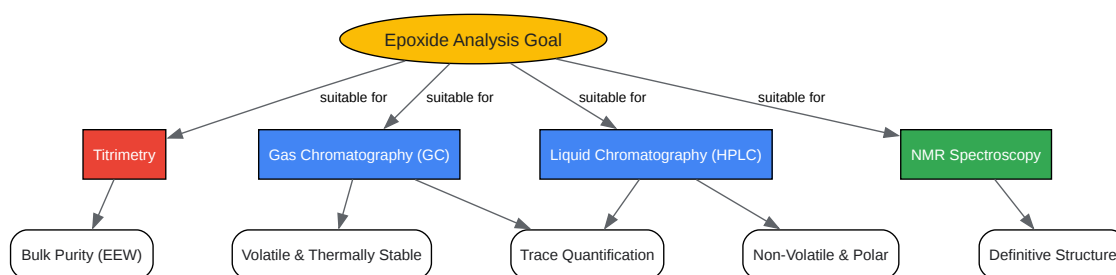 Epoxide Analysis Goal
suitable for
suitable for
suitable for
suitable for
Titrimetry
Gas Chromatography (GC)
Liquid Chromatography (HPLC)
NMR Spectroscopy
Bulk Purity (EEW)
Volatile & Thermally Stable
Trace Quantification
Non-Volatile & Polar
Definitive Structure